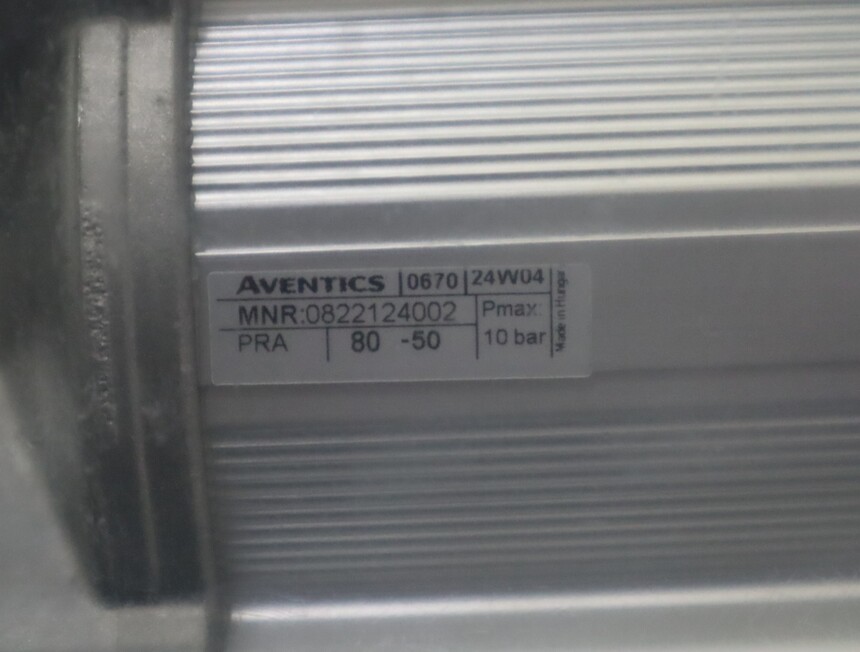 AVENTICS 0670 24W04
MNR:0822124002 Pmax:
PRA 80 -50 10 bar
Made in Hungary